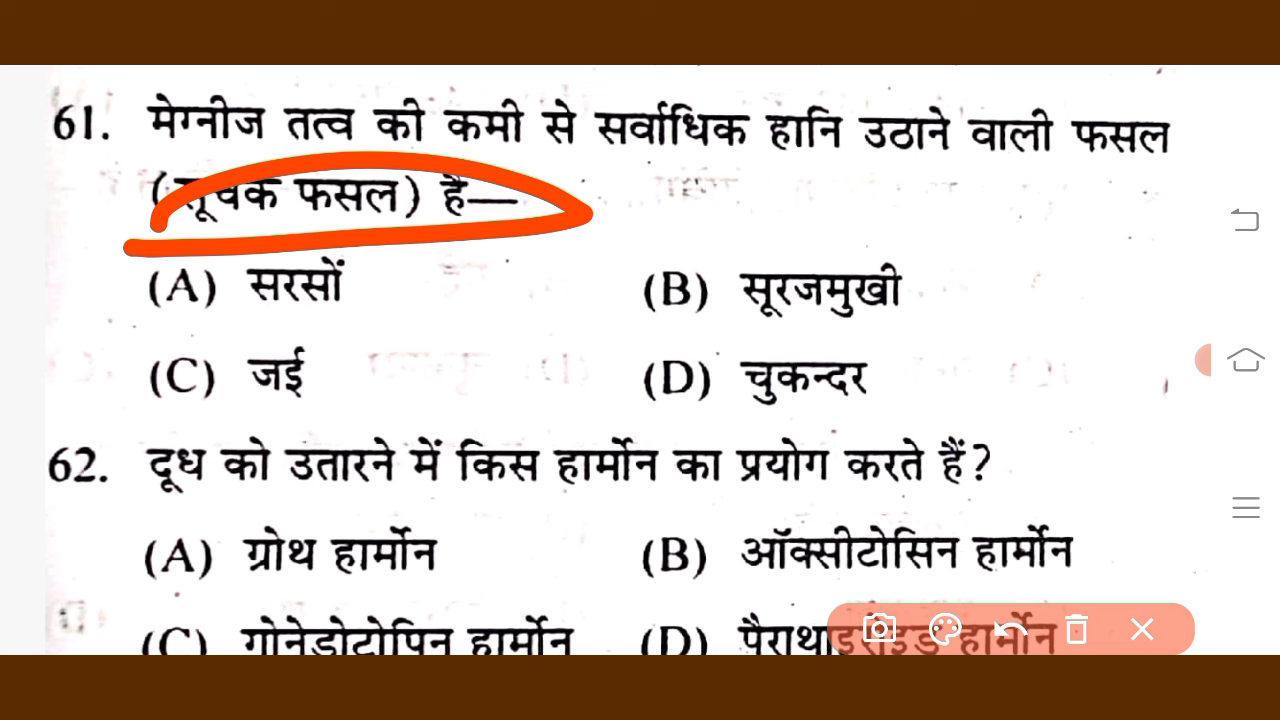 61. मेग्नीज तत्व की कमी से सर्वाधिक हानि उठाने वाली फसल
(सूचक फसल) है—
(A) सरसों (B) सूरजमुखी
(C) जई (D) चुकन्दर
62. दूध को उतारने में किस हार्मोन का प्रयोग करते हैं?
(A) ग्रोथ हार्मोन (B) ऑक्सीटोसिन हार्मोन
(C) गोनेडोटोपिन हार्मोन (D) पैराथाइराइड हार्मोन